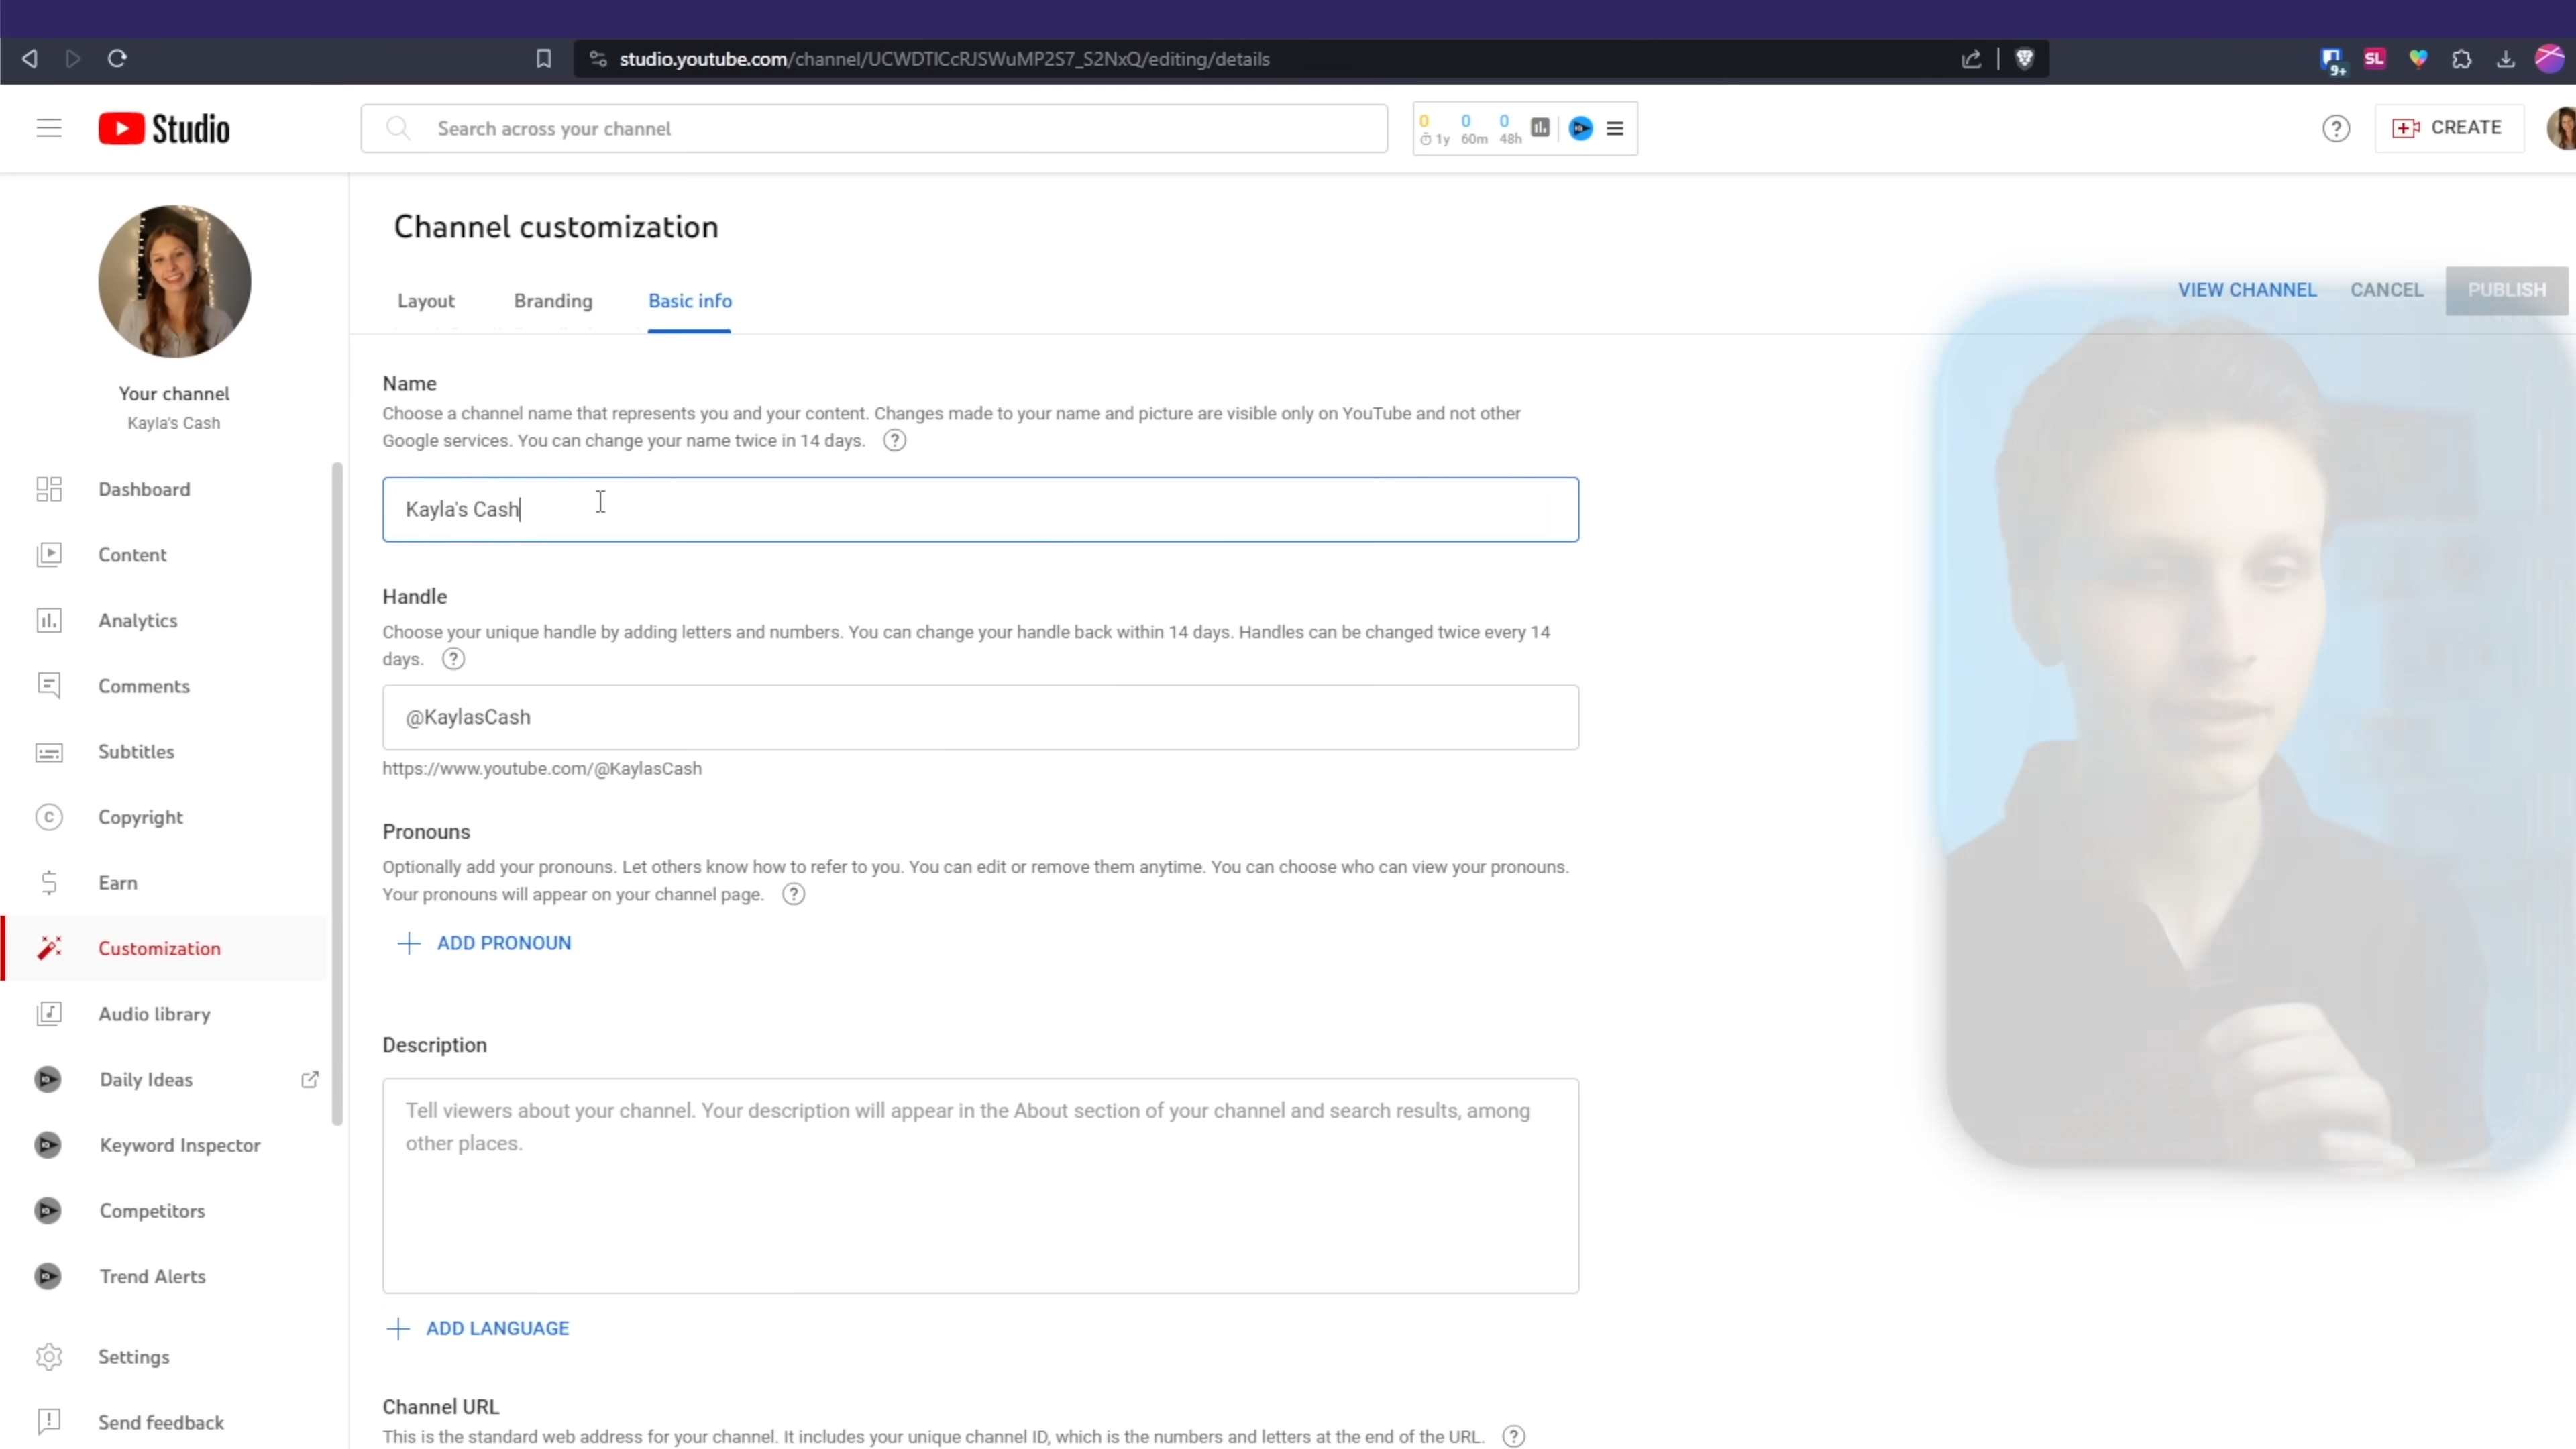 studio.youtube.com/channel/UCWDTICcRJSWuMP2S7_S2NxQ/editing/details
9+
SL
Studio
Search across your channel
0 0 0
1y 60m 48h
CREATE
Channel customization
Layout Branding Basic info
VIEW CHANNEL CANCEL PUBLISH
Your channel
Kayla's Cash
Dashboard
Content
Analytics
Comments
Subtitles
Copyright
Earn
Customization
Audio library
Daily Ideas
Keyword Inspector
Competitors
Trend Alerts
Settings
Send feedback
Name
Choose a channel name that represents you and your content. Changes made to your name and picture are visible only on YouTube and not other
Google services. You can change your name twice in 14 days.
Kayla's Cash
Handle
Choose your unique handle by adding letters and numbers. You can change your handle back within 14 days. Handles can be changed twice every 14
days.
@KaylasCash
https://www.youtube.com/@KaylasCash
Pronouns
Optionally add your pronouns. Let others know how to refer to you. You can edit or remove them anytime. You can choose who can view your pronouns.
Your pronouns will appear on your channel page.
ADD PRONOUN
Description
Tell viewers about your channel. Your description will appear in the About section of your channel and search results, among
other places.
ADD LANGUAGE
Channel URL
This is the standard web address for your channel. It includes your unique channel ID, which is the numbers and letters at the end of the URL.